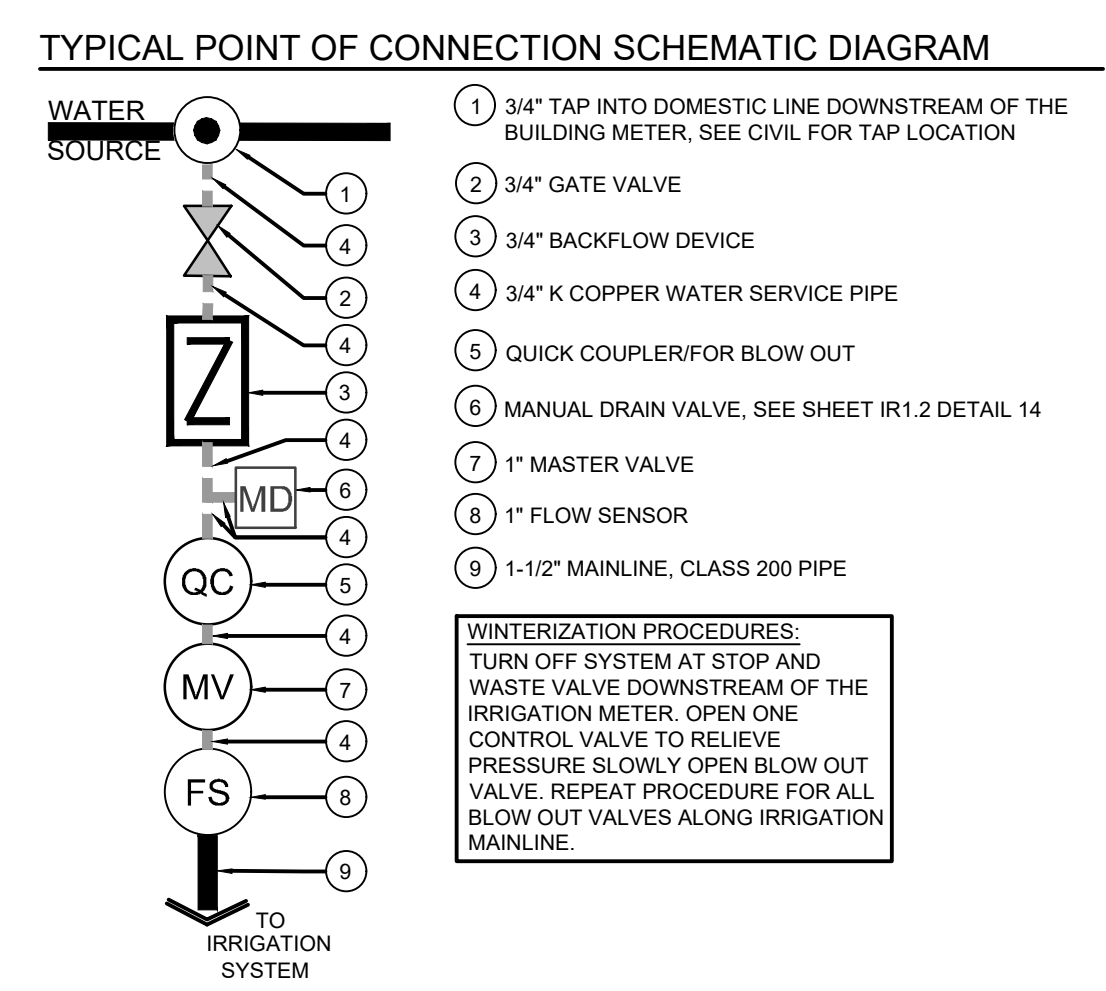 TYPICAL POINT OF CONNECTION SCHEMATIC DIAGRAM
WATER
SOURCE
1
4
2
4
3
4
MD
6
4
QC
5
4
MV
7
4
FS
8
9
TO
IRRIGATION
SYSTEM
1 3/4" TAP INTO DOMESTIC LINE DOWNSTREAM OF THE
BUILDING METER, SEE CIVIL FOR TAP LOCATION
2 3/4" GATE VALVE
3 3/4" BACKFLOW DEVICE
4 3/4" K COPPER WATER SERVICE PIPE
5 QUICK COUPLER/FOR BLOW OUT
6 MANUAL DRAIN VALVE, SEE SHEET IR1.2 DETAIL 14
7 1" MASTER VALVE
8 1" FLOW SENSOR
9 1-1/2" MAINLINE, CLASS 200 PIPE
WINTERIZATION PROCEDURES:
TURN OFF SYSTEM AT STOP AND
WASTE VALVE DOWNSTREAM OF THE
IRRIGATION METER. OPEN ONE
CONTROL VALVE TO RELIEVE
PRESSURE SLOWLY OPEN BLOW OUT
VALVE. REPEAT PROCEDURE FOR ALL
BLOW OUT VALVES ALONG IRRIGATION
MAINLINE.